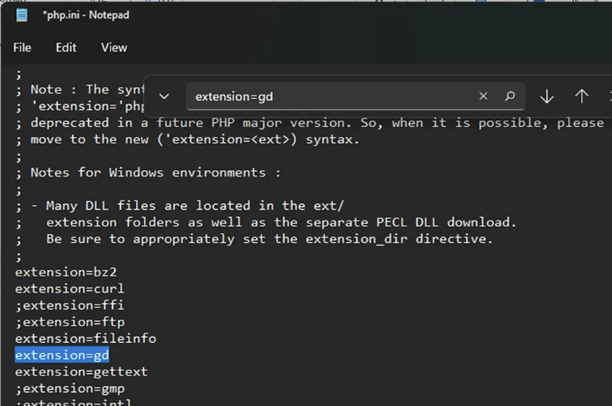 *php.ini - Notepad
File Edit View
;
; Note : The
; 'extension='
extension=gd
; deprecated in a future PHP major version. So, when it is possible, please
; move to the new ('extension=<ext>) syntax.
;
; Notes for Windows environments :
;
; - Many DLL files are located in the ext/
;   extension folders as well as the separate PECL DLL download.
;   Be sure to appropriately set the extension_dir directive.
;
extension=bz2
extension=curl
;extension=ffi
;extension=ftp
extension=fileinfo
extension=gd
extension=gettext
;extension=gmp
;extension=intl